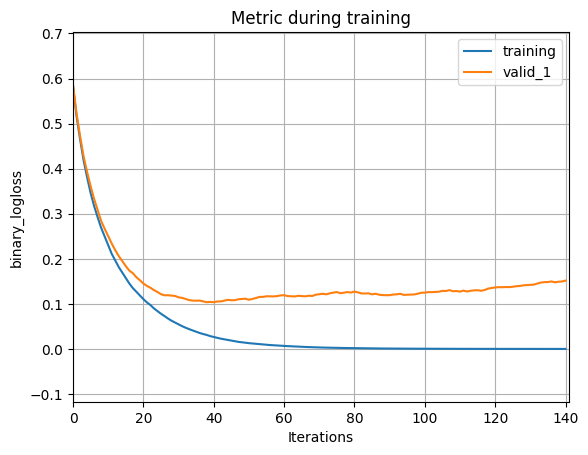 Metric during training
training
valid_1
binary_logloss
0.7
0.6
0.5
0.4
0.3
0.2
0.1
0.0
−0.1
0 20 40 60 80 100 120 140
Iterations